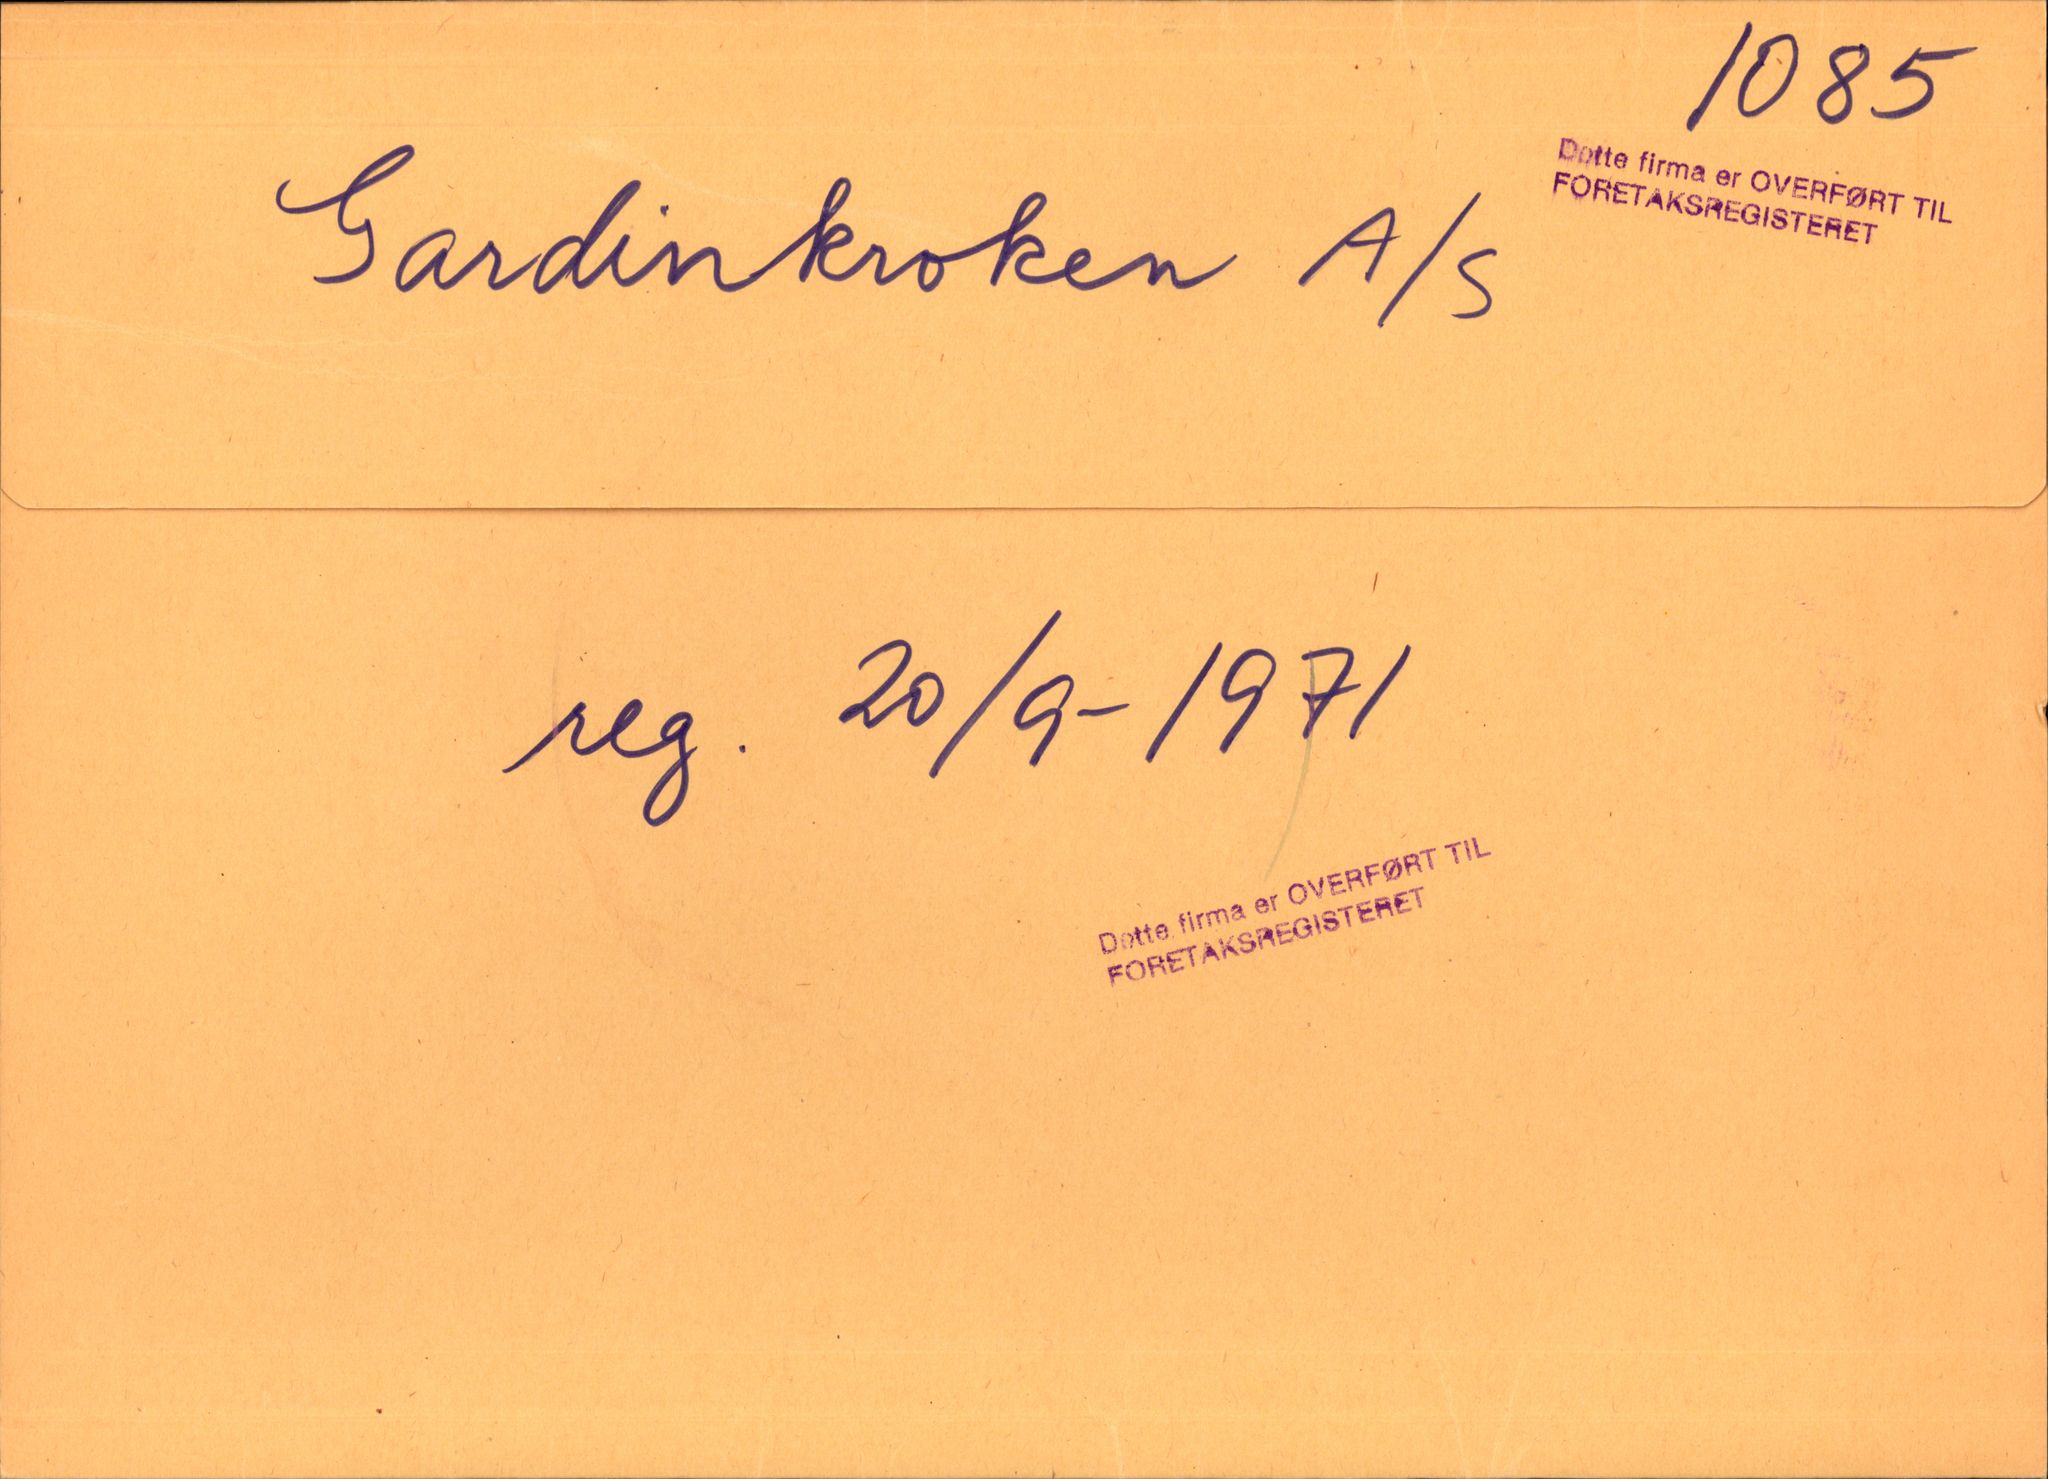 1085
Dette firma er OVERFØRT TIL
FORETAKSREGISTERET
Gardinkroken A/S
reg. 20/9-1971
Dette firma er OVERFØRT TIL
FORETAKSREGISTERET